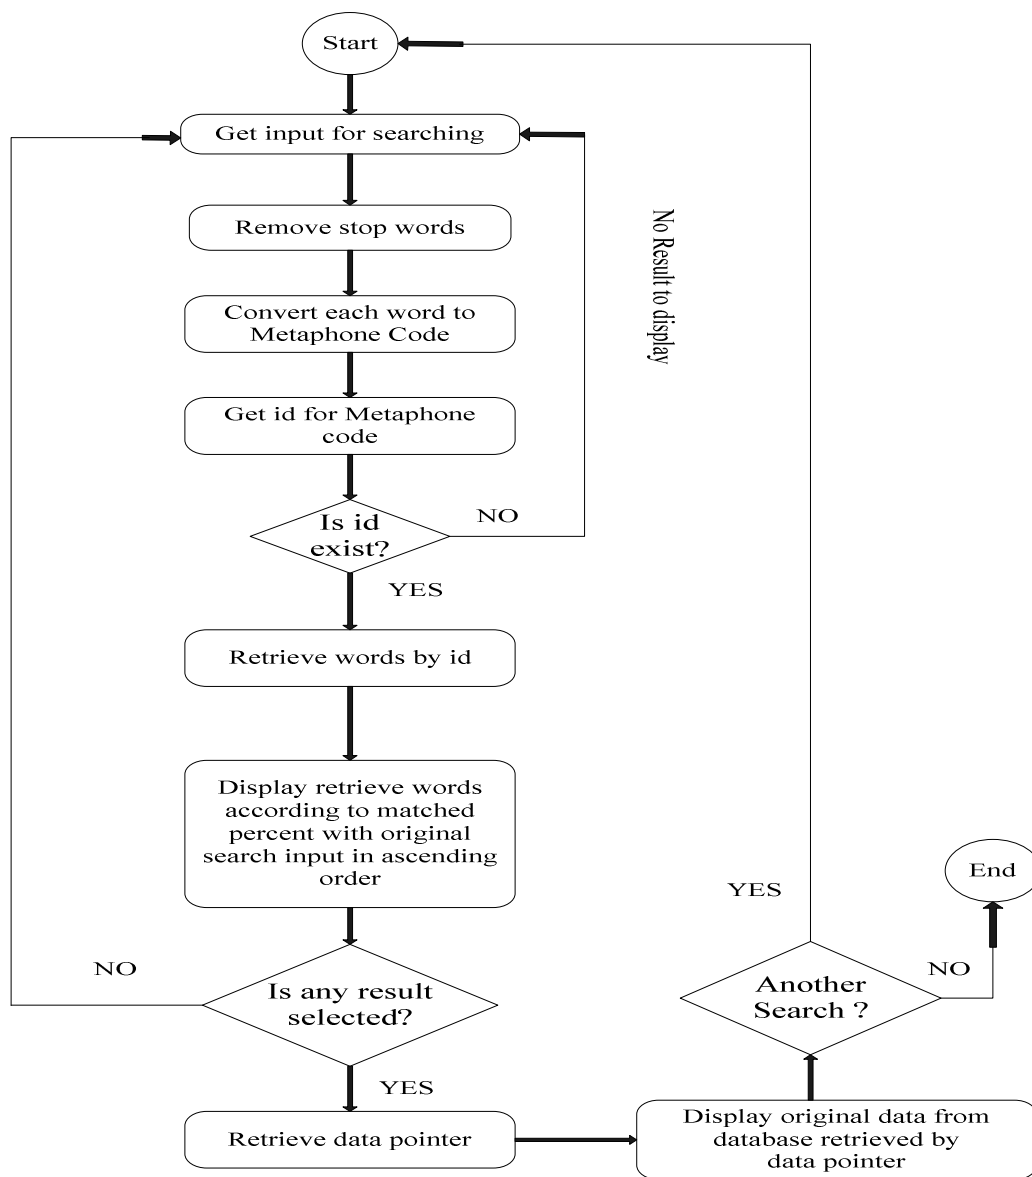 Start
Get input for searching
Remove stop words
Convert each word to
Metaphone Code
Get id for Metaphone
code
Is id
exist?
NO
No Result to display
YES
Retrieve words by id
Display retrieve words
according to matched
percent with original
search input in ascending
order
Is any result
selected?
NO
YES
Retrieve data pointer
Display original data from
database retrieved by
data pointer
Another
Search ?
YES
NO
End